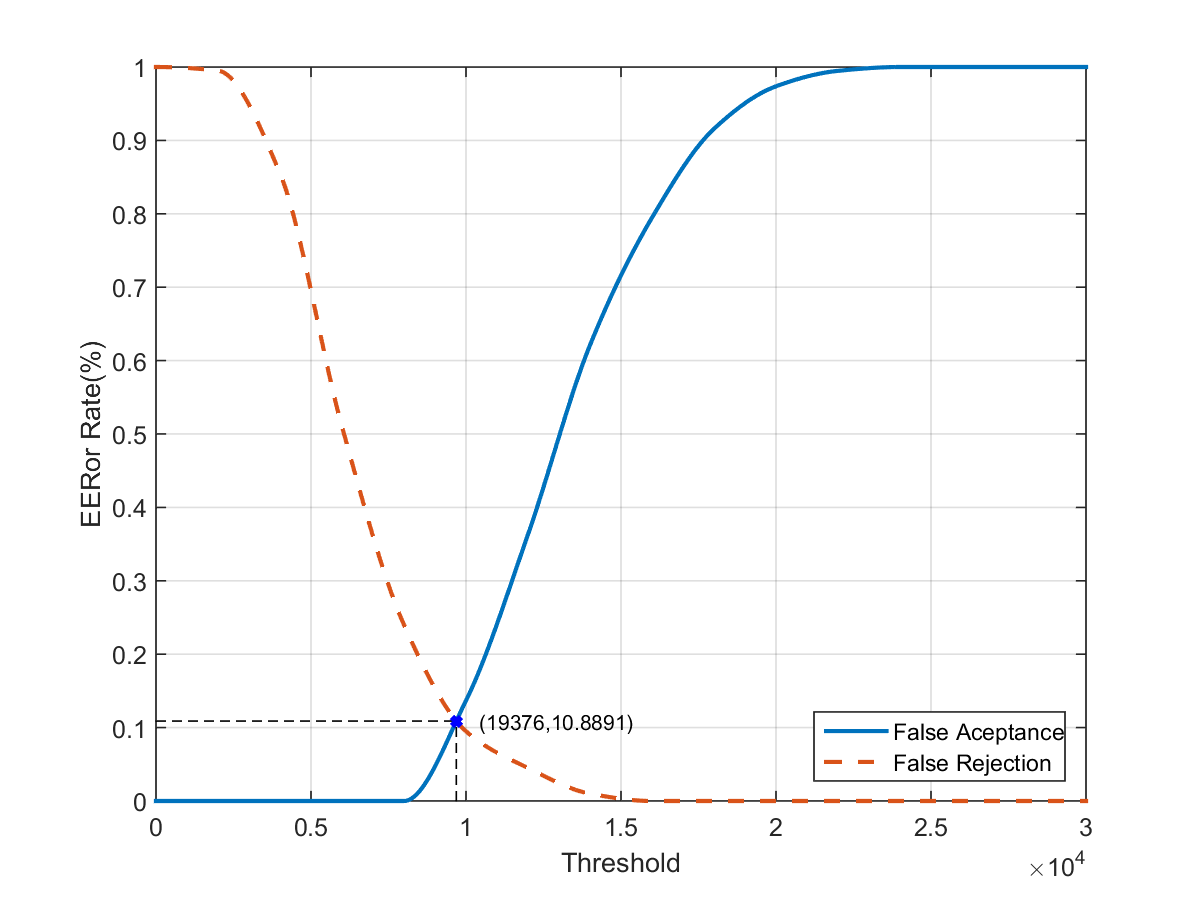 1
0.9
0.8
0.7
0.6
0.5
0.4
0.3
0.2
0.1
0
EERor Rate(%)
(19376,10.8891)
False Aceptance
False Rejection
0 0.5 1 1.5 2 2.5 3
Threshold
×10^4